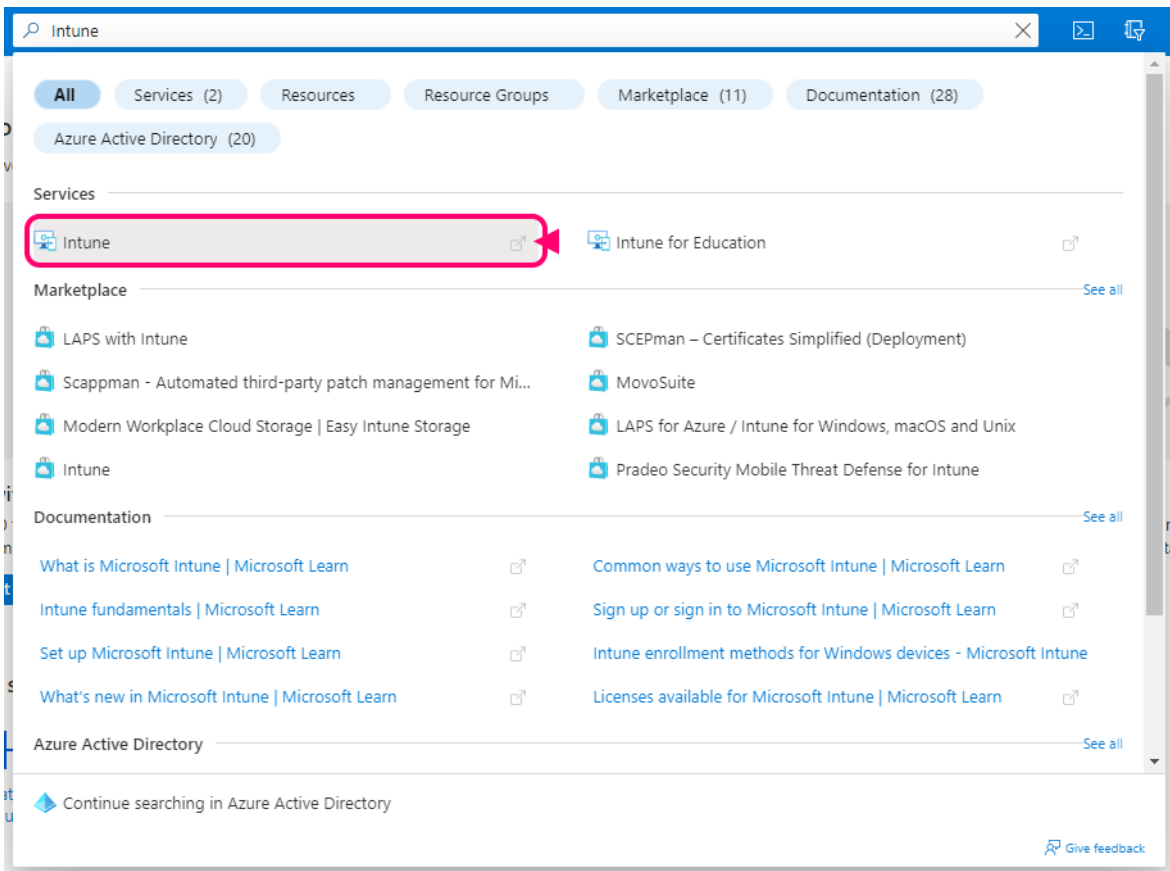 Intune
All
Services (2)
Resources
Resource Groups
Marketplace (11)
Documentation (28)
Azure Active Directory (20)
Services
Intune
Intune for Education
Marketplace
See all
LAPS with Intune
SCEPman – Certificates Simplified (Deployment)
Scappman - Automated third-party patch management for Mi...
MovoSuite
Modern Workplace Cloud Storage | Easy Intune Storage
LAPS for Azure / Intune for Windows, macOS and Unix
Intune
Pradeo Security Mobile Threat Defense for Intune
Documentation
See all
What is Microsoft Intune | Microsoft Learn
Common ways to use Microsoft Intune | Microsoft Learn
Intune fundamentals | Microsoft Learn
Sign up or sign in to Microsoft Intune | Microsoft Learn
Set up Microsoft Intune | Microsoft Learn
Intune enrollment methods for Windows devices - Microsoft Intune
What's new in Microsoft Intune | Microsoft Learn
Licenses available for Microsoft Intune | Microsoft Learn
Azure Active Directory
See all
Continue searching in Azure Active Directory
Give feedback